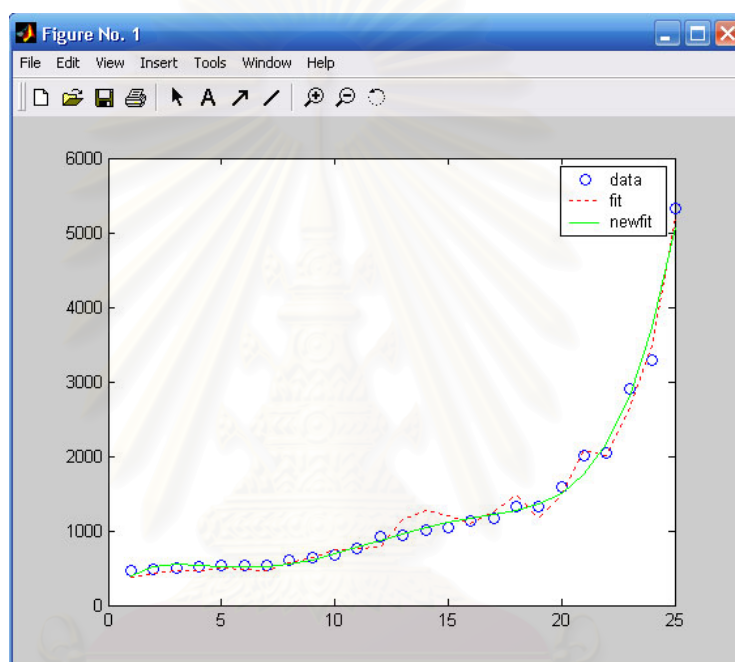 Figure No. 1
File Edit View Insert Tools Window Help
A
6000
5000
4000
3000
2000
1000
0
0 5 10 15 20 25
data
fit
newfit